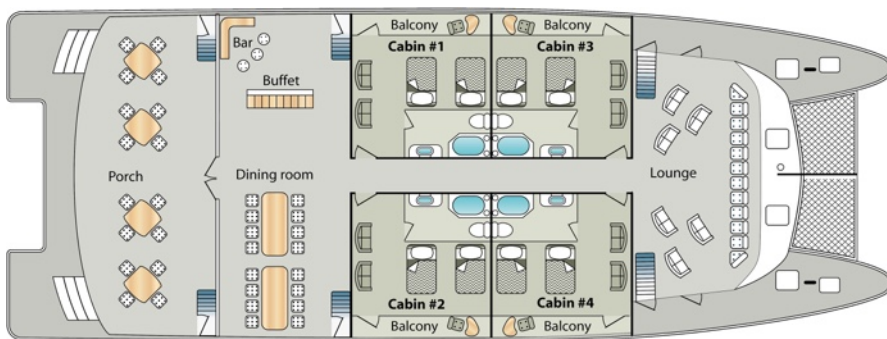 Balcony
Balcony
Bar
Cabin #1
Cabin #3
Buffet
Porch
Dining room
Lounge
Cabin #2
Cabin #4
Balcony
Balcony